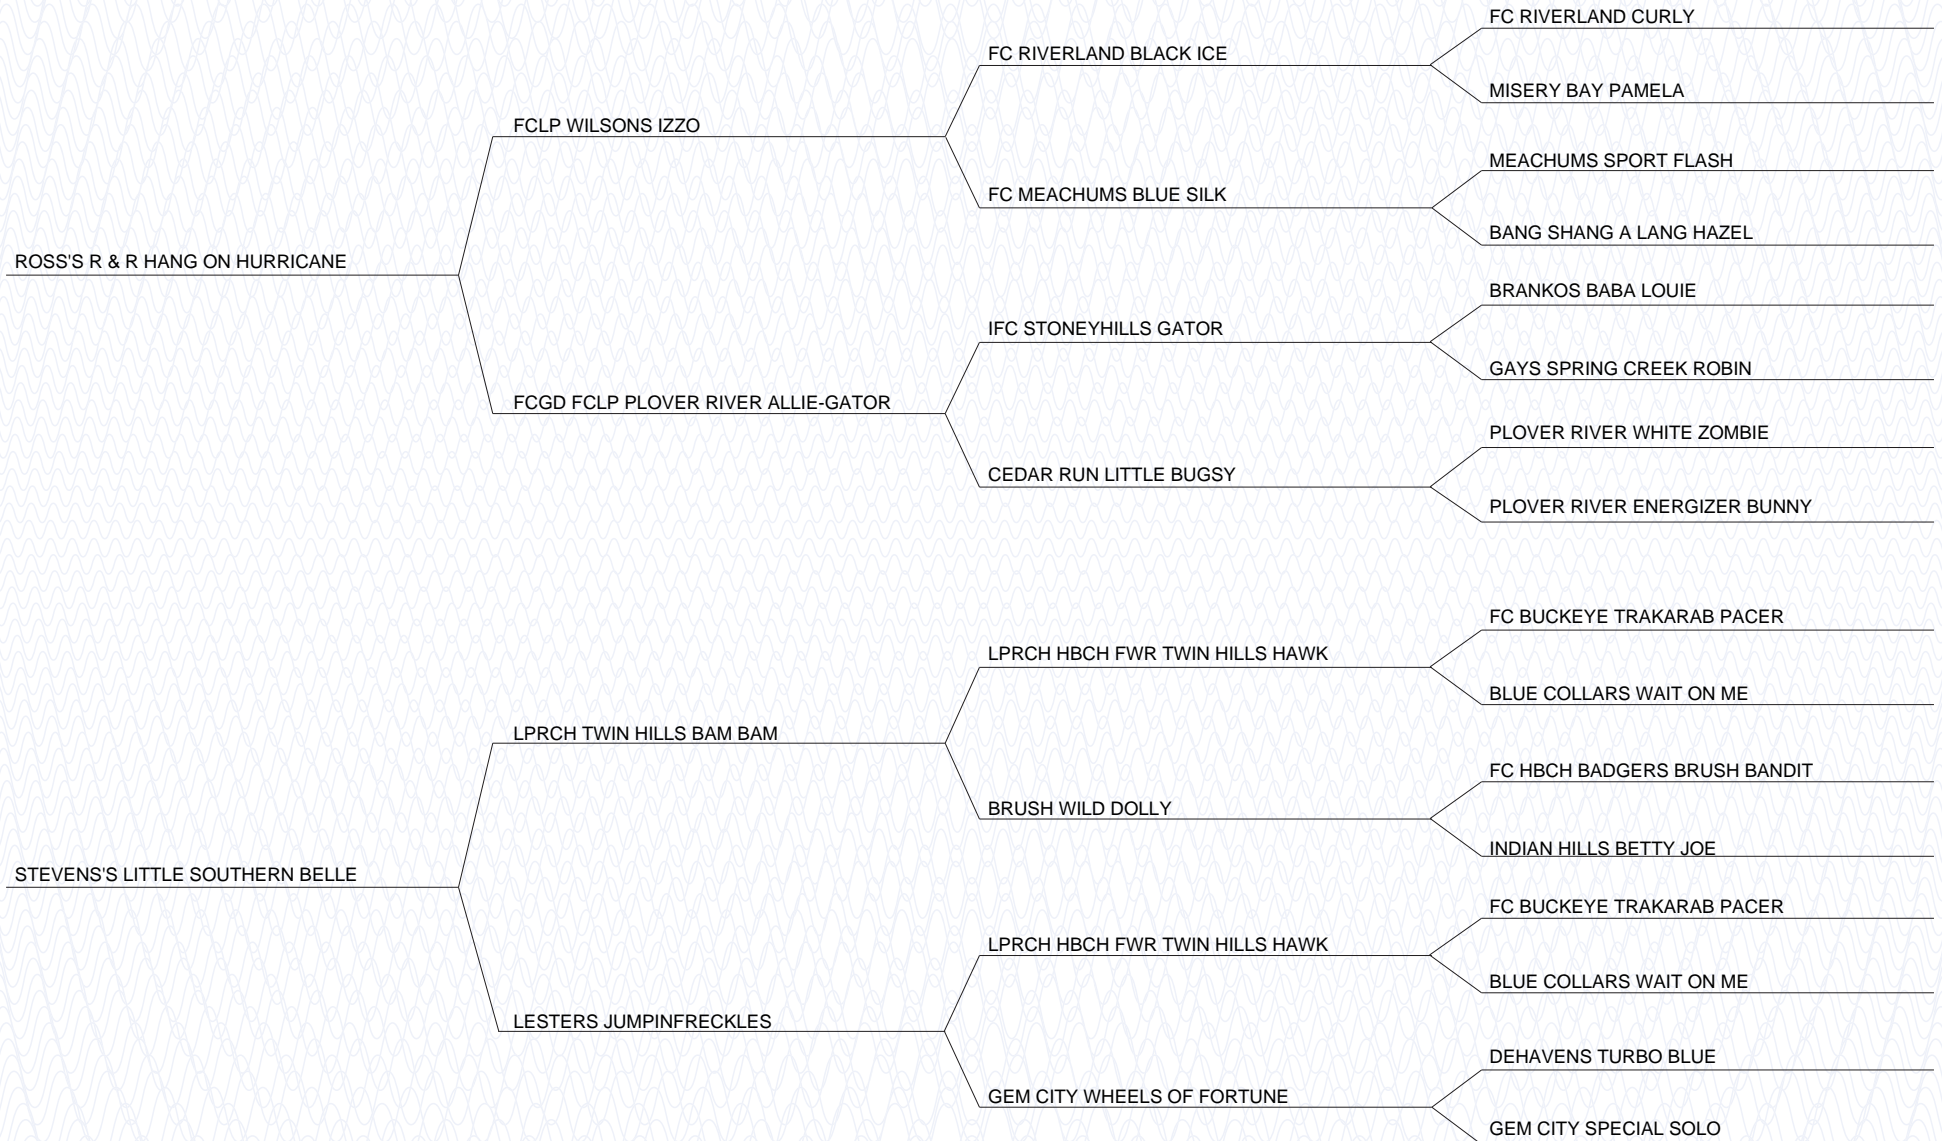 FC RIVERLAND CURLY
FC RIVERLAND BLACK ICE
MISERY BAY PAMELA
FCLP WILSONS IZZO
MEACHUMS SPORT FLASH
FC MEACHUMS BLUE SILK
BANG SHANG A LANG HAZEL
ROSS'S R & R HANG ON HURRICANE
BRANKOS BABA LOUIE
IFC STONEYHILLS GATOR
GAYS SPRING CREEK ROBIN
FCGD FCLP PLOVER RIVER ALLIE-GATOR
PLOVER RIVER WHITE ZOMBIE
CEDAR RUN LITTLE BUGSY
PLOVER RIVER ENERGIZER BUNNY
FC BUCKEYE TRAKARAB PACER
LPRCH HBCH FWR TWIN HILLS HAWK
BLUE COLLARS WAIT ON ME
LPRCH TWIN HILLS BAM BAM
FC HBCH BADGERS BRUSH BANDIT
BRUSH WILD DOLLY
INDIAN HILLS BETTY JOE
STEVENS'S LITTLE SOUTHERN BELLE
FC BUCKEYE TRAKARAB PACER
LPRCH HBCH FWR TWIN HILLS HAWK
BLUE COLLARS WAIT ON ME
LESTERS JUMPINFRECKLES
DEHAVENS TURBO BLUE
GEM CITY WHEELS OF FORTUNE
GEM CITY SPECIAL SOLO